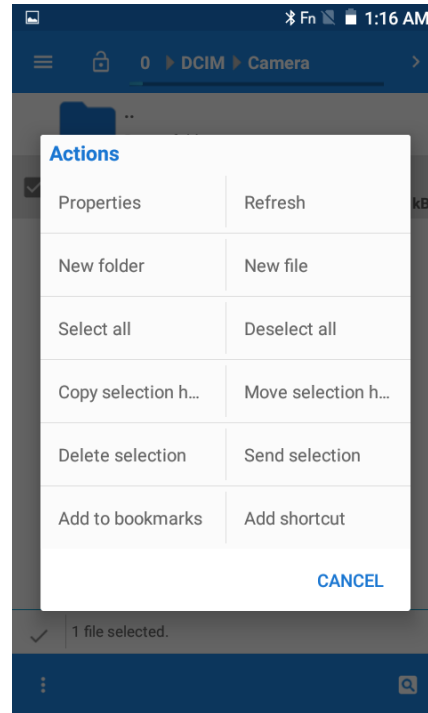 Fn 1:16 AM
0 DCIM Camera
..
Actions
kB
Properties Refresh
New folder New file
Select all Deselect all
Copy selection h... Move selection h...
Delete selection Send selection
Add to bookmarks Add shortcut
CANCEL
1 file selected.